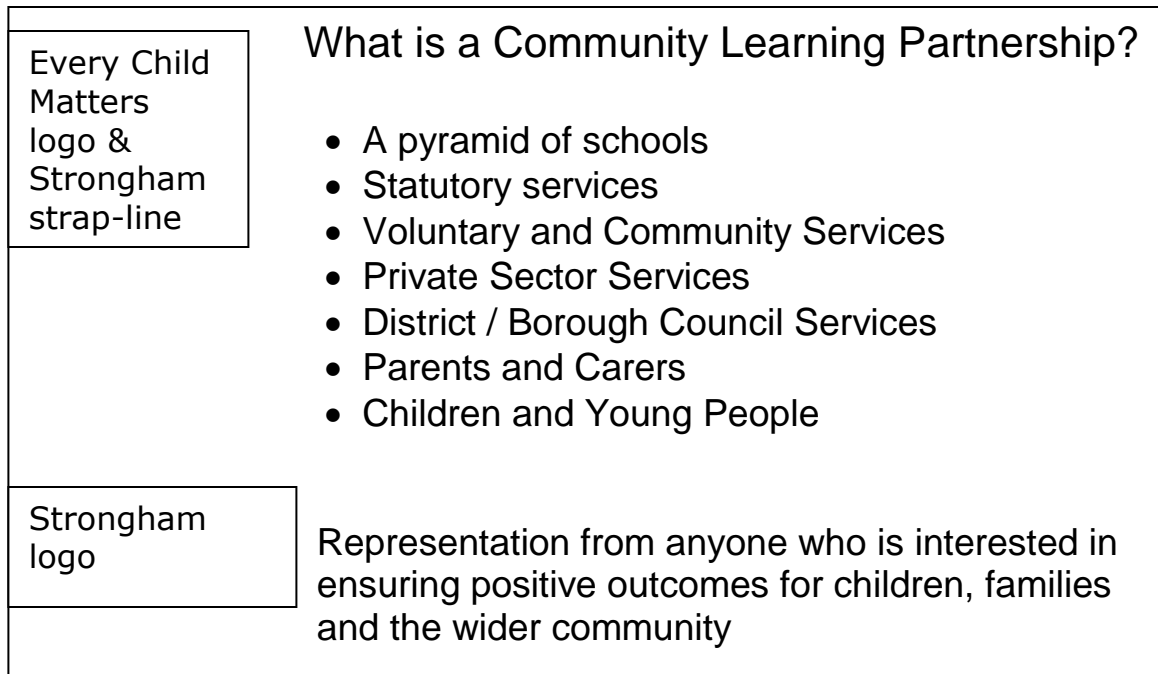 Every Child
Matters
logo &
Strongham
strap-line
What is a Community Learning Partnership?
• A pyramid of schools
• Statutory services
• Voluntary and Community Services
• Private Sector Services
• District / Borough Council Services
• Parents and Carers
• Children and Young People
Strongham
logo
Representation from anyone who is interested in
ensuring positive outcomes for children, families
and the wider community